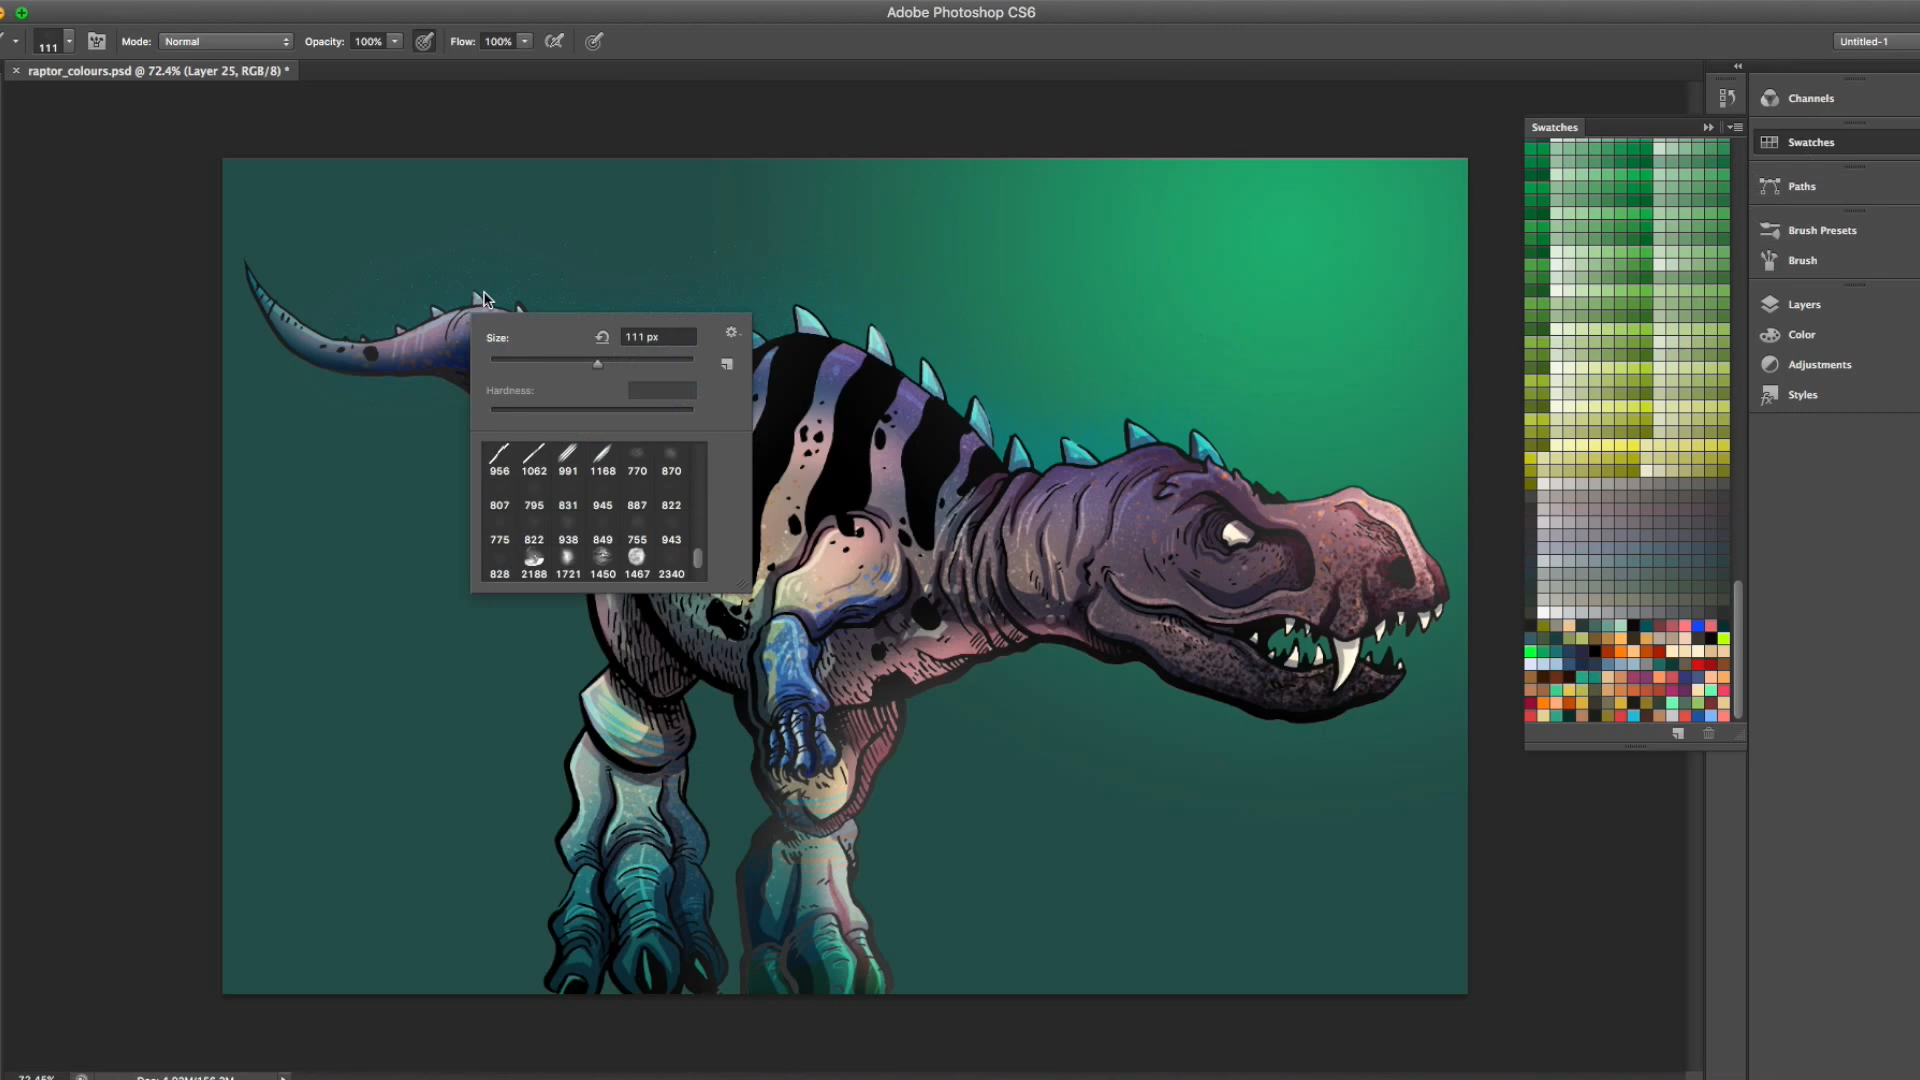 Adobe Photoshop CS6
111
Mode: Normal
Opacity: 100%
Flow: 100%
Untitled-1
× raptor_colours.psd @ 72.4% (Layer 25, RGB/8) *
Channels
Swatches
Swatches
Paths
Brush Presets
Brush
Layers
Color
Adjustments
Styles
Size: 111 px
Hardness:
956 1062 991 1168 770 870
807 795 831 945 887 822
775 822 938 849 755 943
828 2188 1721 1450 1467 2340